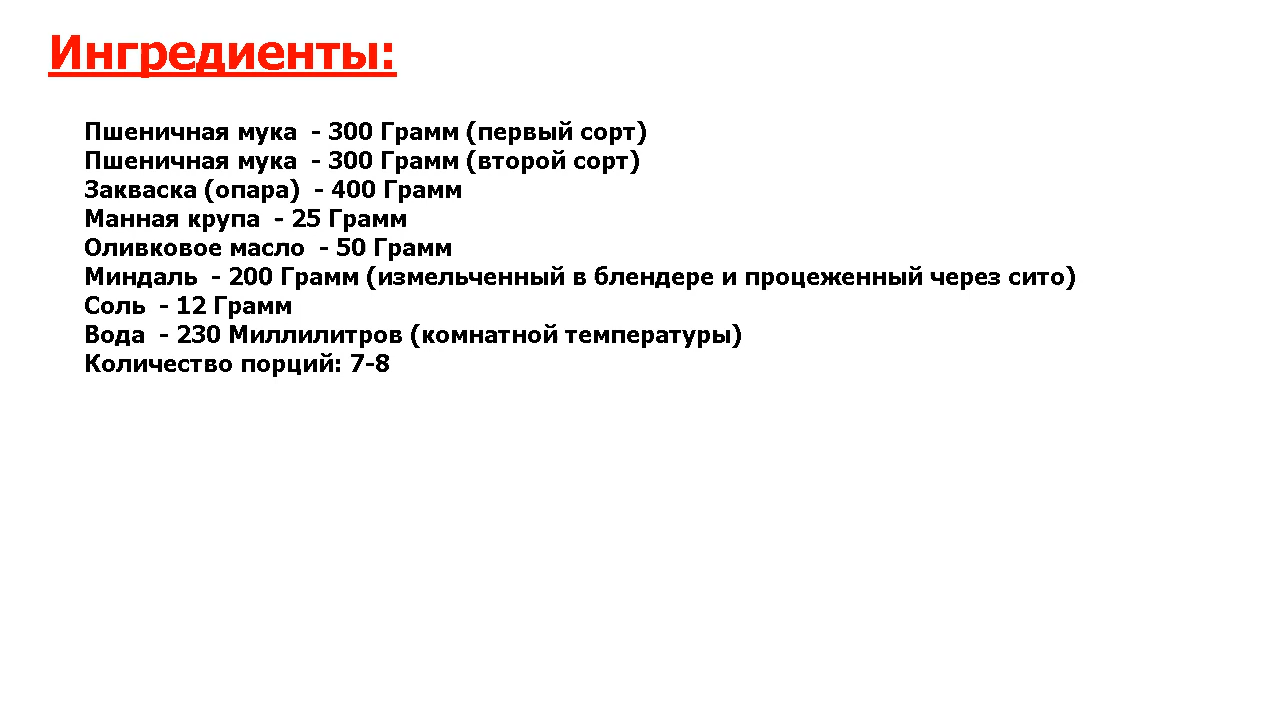 Ингредиенты:
Пшеничная мука  - 300 Грамм (первый сорт)
Пшеничная мука  - 300 Грамм (второй сорт)
Закваска (опара)  - 400 Грамм
Манная крупа  - 25 Грамм
Оливковое масло  - 50 Грамм
Миндаль  - 200 Грамм (измельченный в блендере и процеженный через сито)
Соль  - 12 Грамм
Вода  - 230 Миллилитров (комнатной температуры)
Количество порций: 7-8